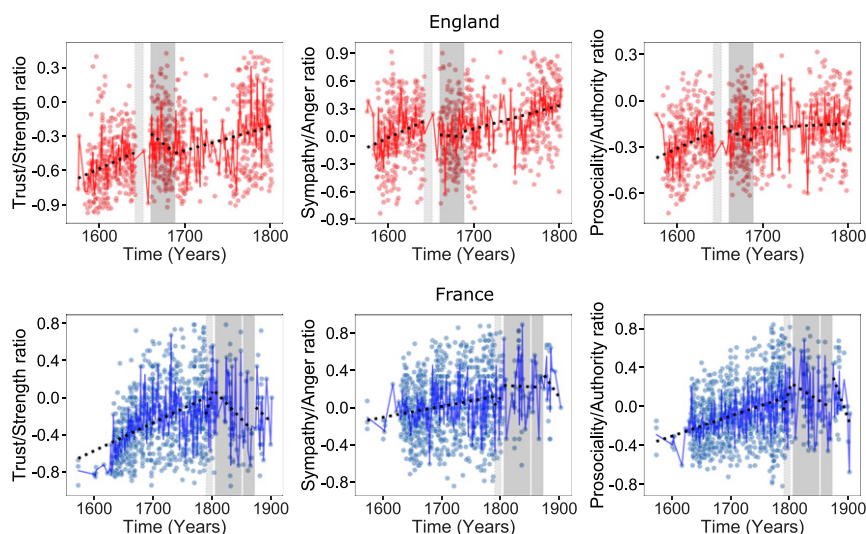 England
Trust/Strength ratio
0.3
0.0
-0.3
-0.6
-0.9
1600 1700 1800
Time (Years)
Sympathy/Anger ratio
0.9
0.6
0.3
0.0
-0.3
-0.6
-0.9
1600 1700 1800
Time (Years)
Prosociality/Authority ratio
0.3
0.0
-0.3
-0.6
1600 1700 1800
Time (Years)
France
Trust/Strength ratio
0.8
0.4
0.0
-0.4
-0.8
1600 1700 1800 1900
Time (Years)
Sympathy/Anger ratio
0.8
0.4
0.0
-0.4
-0.8
1600 1700 1800 1900
Time (Years)
Prosociality/Authority ratio
0.8
0.4
0.0
-0.4
-0.8
1600 1700 1800 1900
Time (Years)